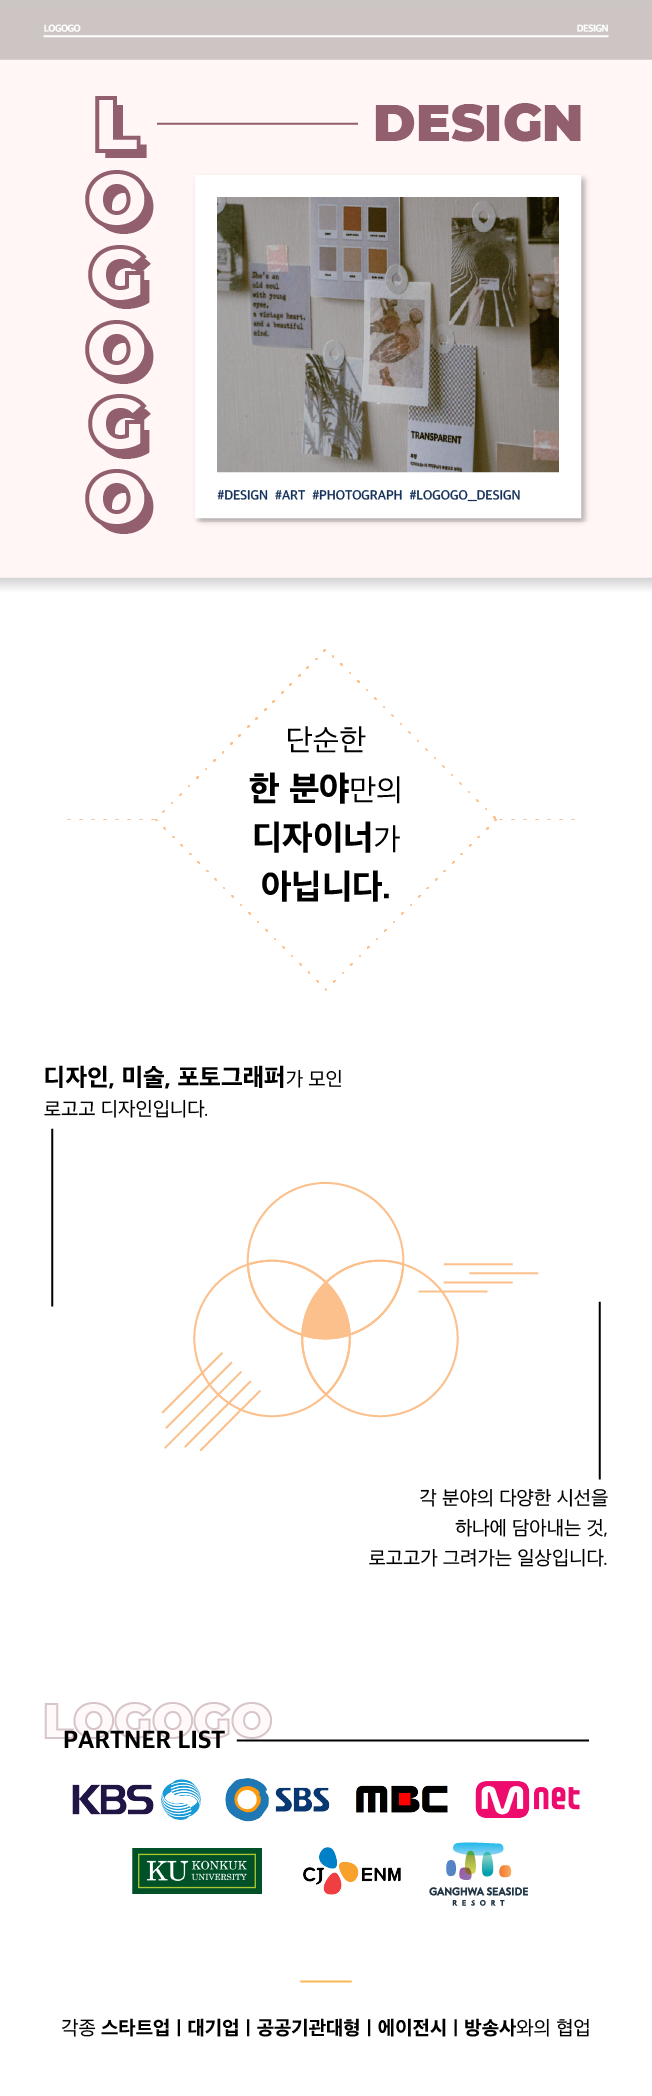 LOGOGO
DESIGN
LOGOGO
DESIGN
She's an
old soul
with young
eyes,
a vintage heart,
and a beautiful
mind.
TRANSPARENT
#DESIGN #ART #PHOTOGRAPH #LOGOGO_DESIGN
단순한
한 분야만의
디자이너가
아닙니다.
디자인, 미술, 포토그래퍼가 모인
로고고 디자인입니다.
각 분야의 다양한 시선을
하나에 담아내는 것,
로고고가 그려가는 일상입니다.
LOGOGO
PARTNER LIST
KBS
SBS
MBC
Mnet
KU KONKUK
UNIVERSITY
CJ ENM
GANGHWA SEASIDE
RESORT
각종 스타트업 | 대기업 | 공공기관대형 | 에이전시 | 방송사와의 협업